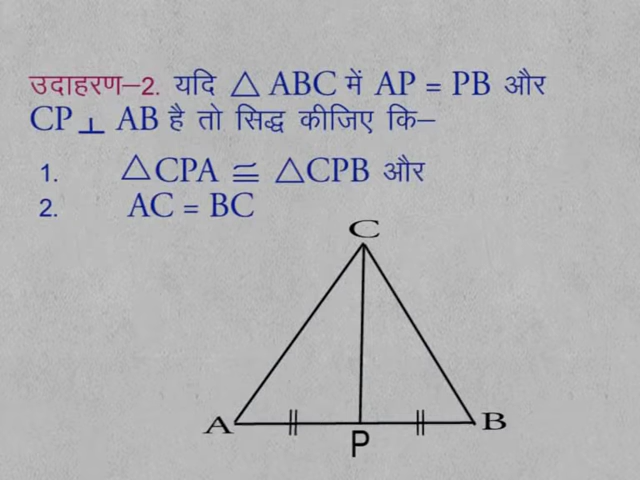 उदाहरण–2. यदि △ ABC में AP = PB और
CP ⊥ AB है तो सिद्ध कीजिए कि–
1. △CPA ≅ △CPB और
2. AC = BC
C
A
B
P